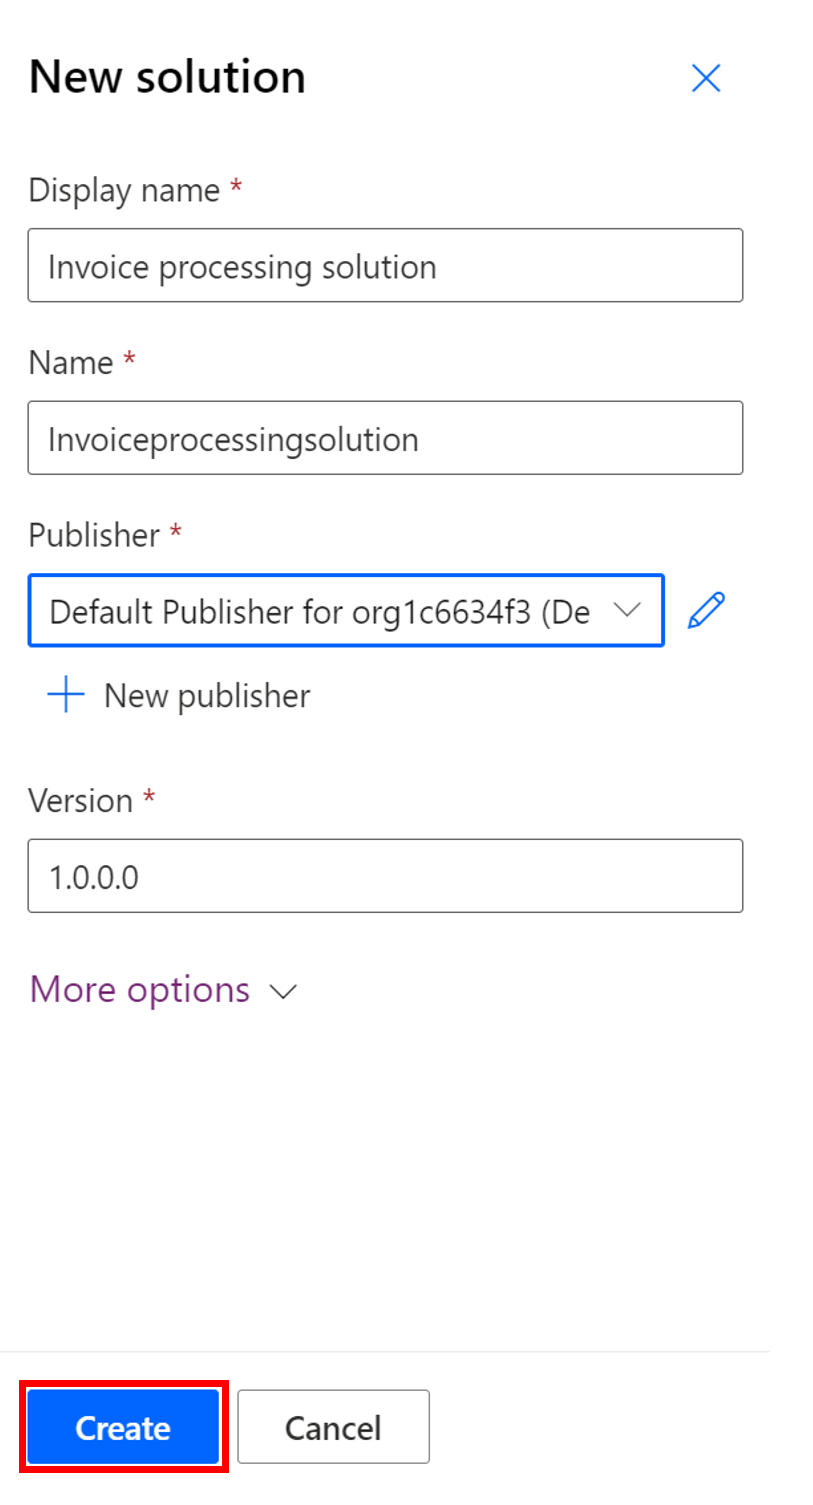 New solution
Display name *
Invoice processing solution
Name *
Invoiceprocessingsolution
Publisher *
Default Publisher for org1c6634f3 (De
New publisher
Version *
1.0.0.0
More options
Create Cancel